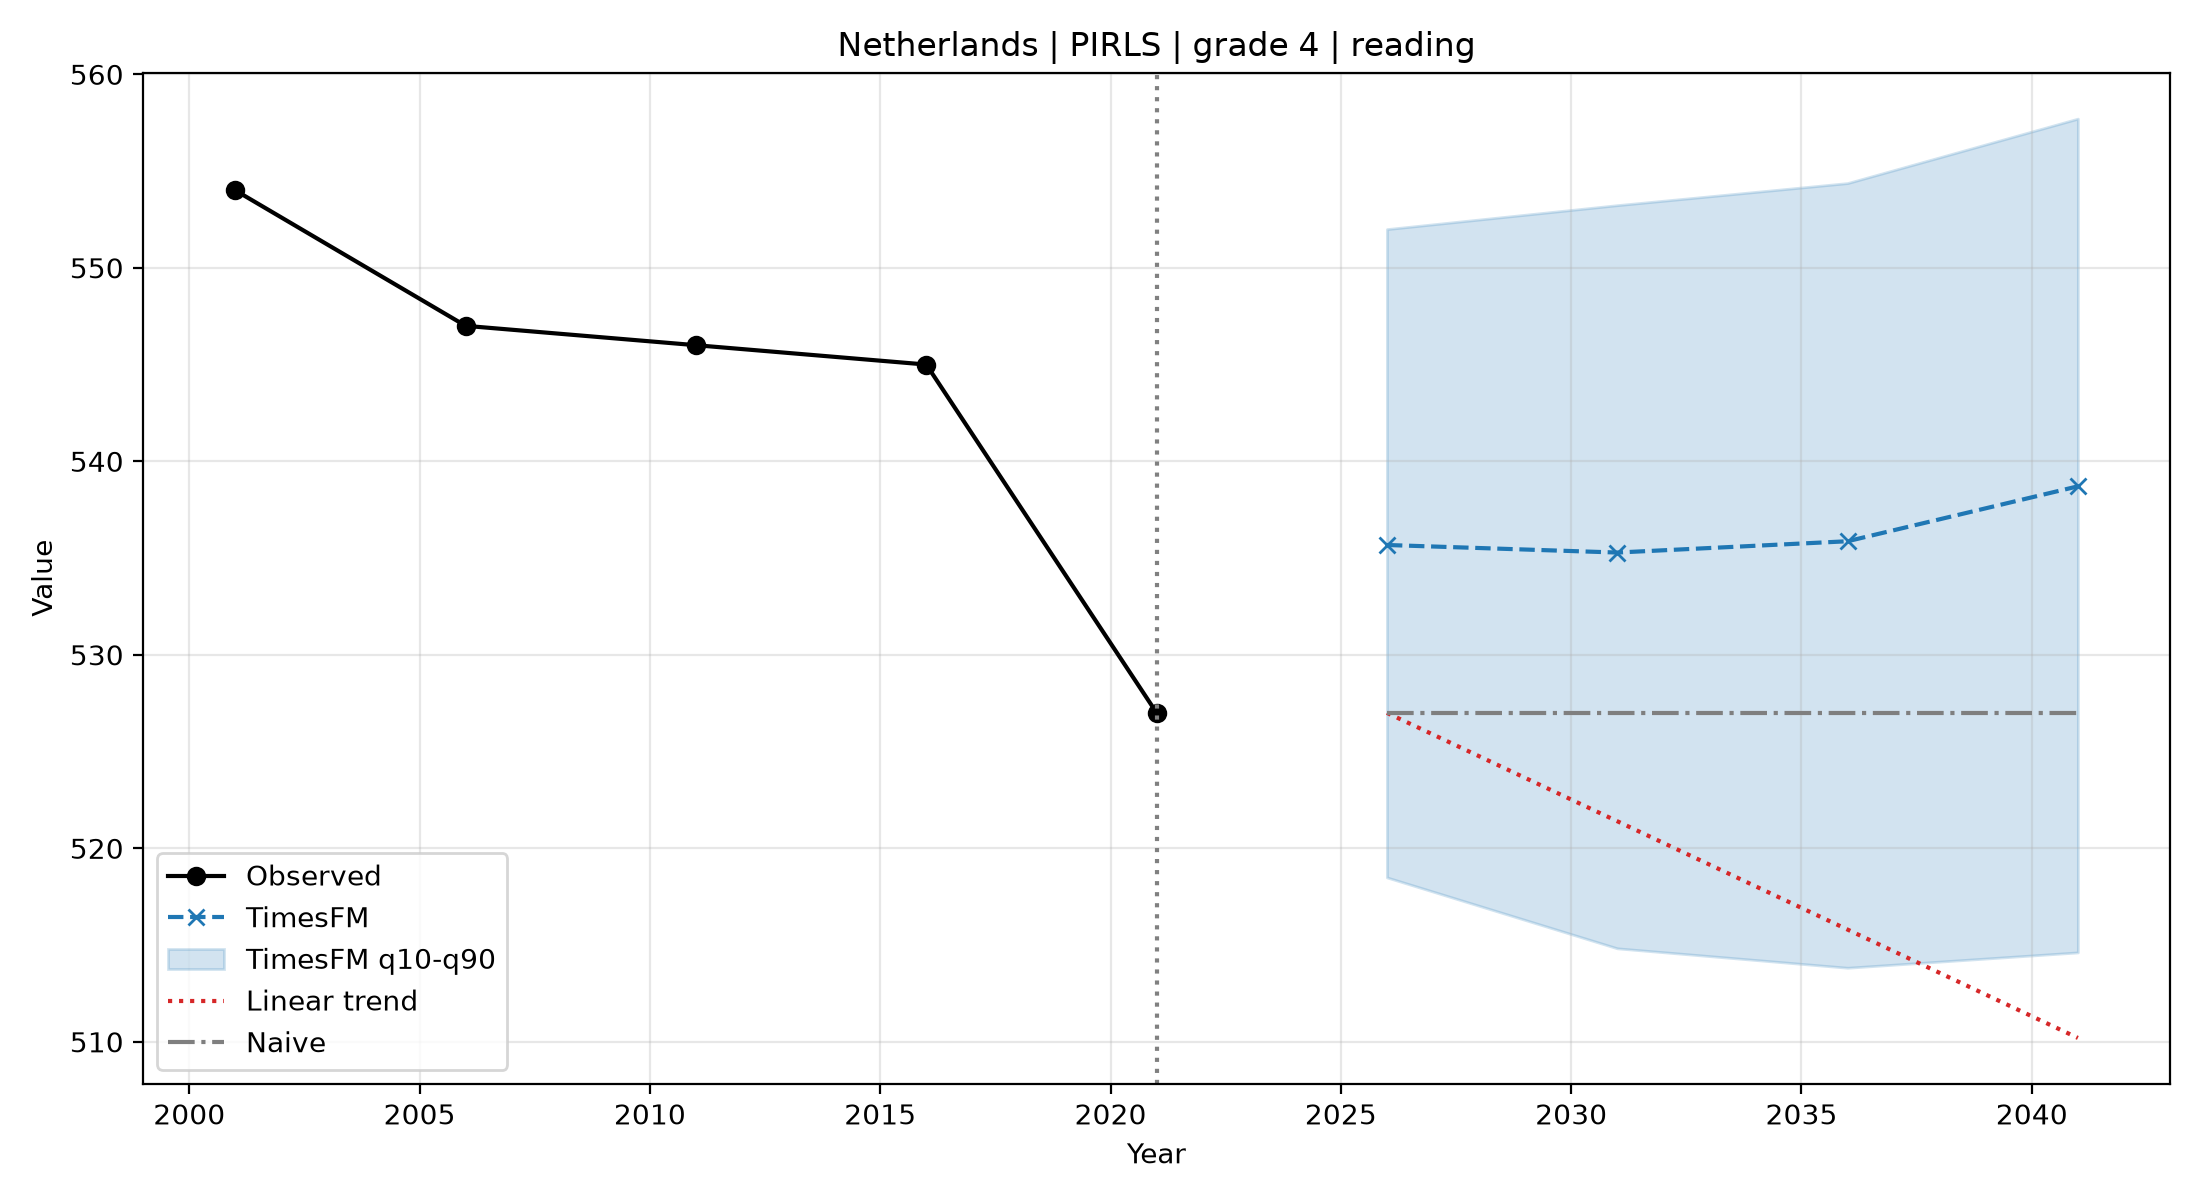 Netherlands | PIRLS | grade 4 | reading
560
550
540
530
520
510
Value
Observed
TimesFM
TimesFM q10-q90
Linear trend
Naive
2000 2005 2010 2015 2020 2025 2030 2035 2040
Year